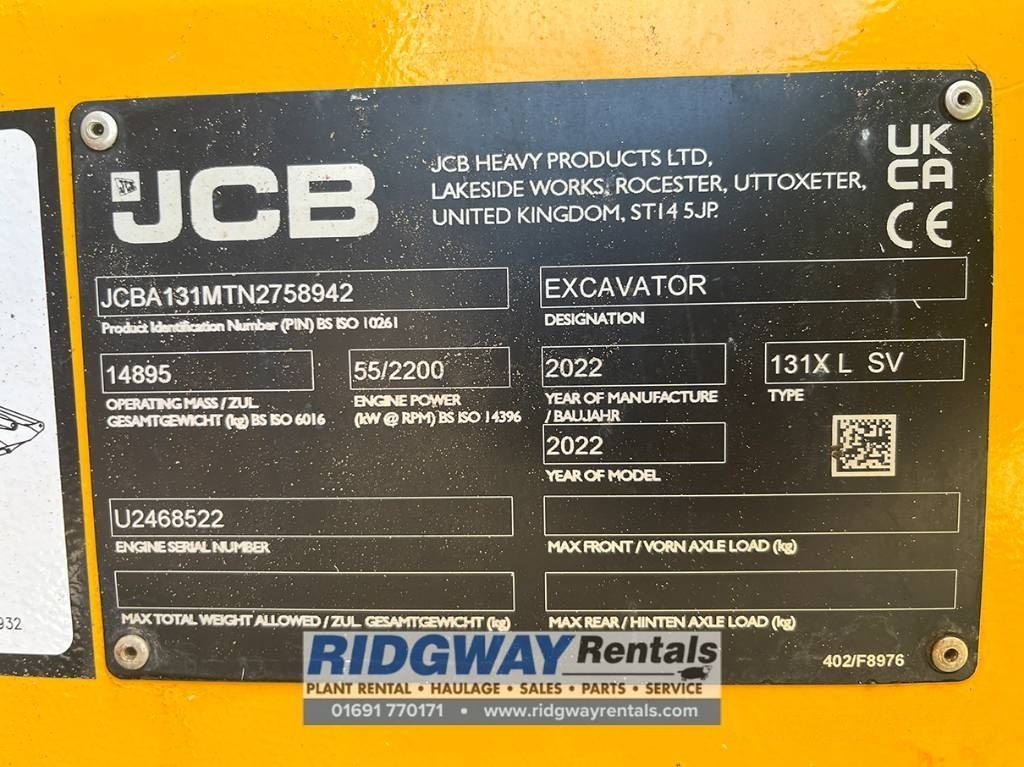 JCB
JCB HEAVY PRODUCTS LTD,
LAKESIDE WORKS, ROCESTER, UTTOXETER,
UNITED KINGDOM, ST14 5JP.
UK
CA
CE
JCBA131MTN2758942
Product Identification Number (PIN) BS ISO 10261
EXCAVATOR
DESIGNATION
14895
OPERATING MASS / ZUL.
GESAMTGEWICHT (kg) BS ISO 6016
55/2200
ENGINE POWER
(kW @ RPM) BS ISO 14396
2022
YEAR OF MANUFACTURE
/ BAUJAHR
131X L SV
TYPE
2022
YEAR OF MODEL
U2468522
ENGINE SERIAL NUMBER
MAX FRONT / VORN AXLE LOAD (kg)
MAX TOTAL WEIGHT ALLOWED / ZUL. GESAMTGEWICHT (kg)
MAX REAR / HINTEN AXLE LOAD (kg)
402/F8976
932
RIDGWAY Rentals
PLANT RENTAL • HAULAGE • SALES • PARTS • SERVICE
01691 770171 • www.ridgwayrentals.com